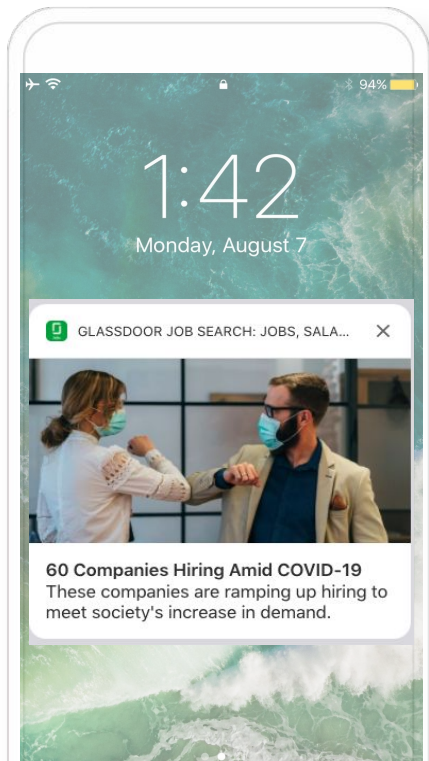 94%
1:42
Monday, August 7
GLASSDOOR JOB SEARCH: JOBS, SALA...
60 Companies Hiring Amid COVID-19
These companies are ramping up hiring to
meet society's increase in demand.